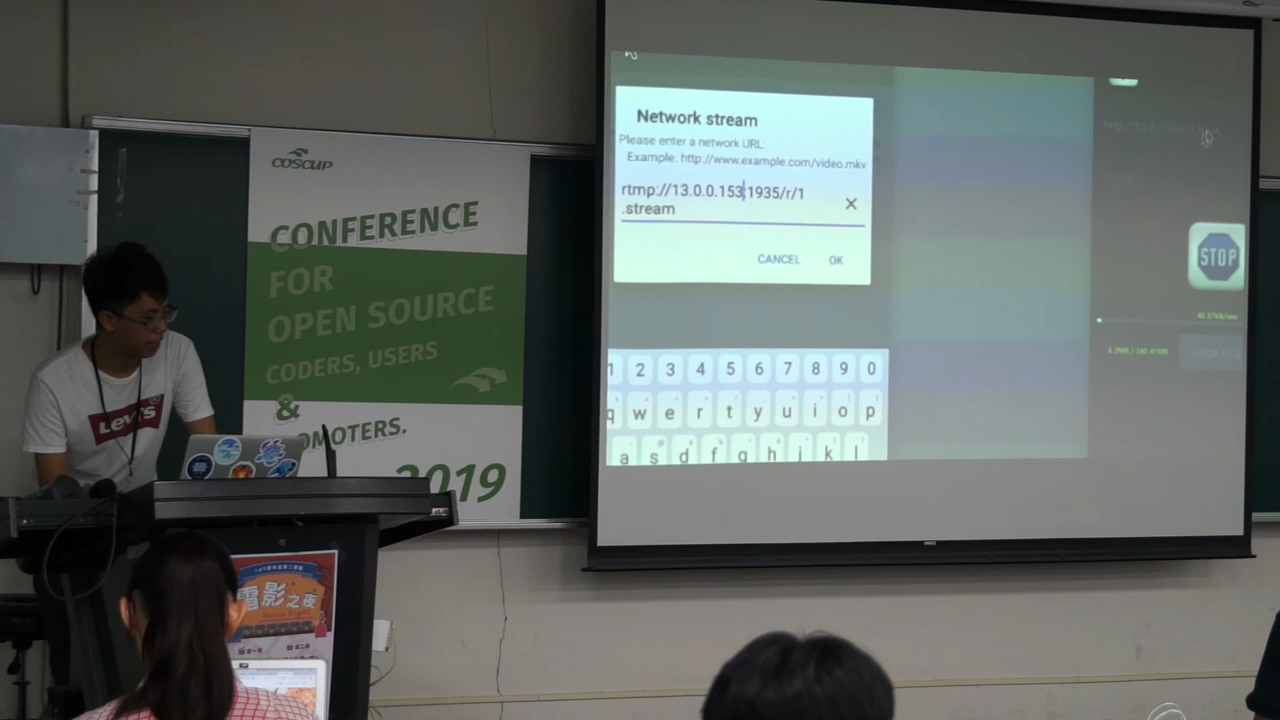 COSCUP
CONFERENCE
FOR
OPEN SOURCE
CODERS, USERS
&
OMOTERS.
2019
LEVI'S
Network stream
Please enter a network URL:
Example: http://www.example.com/video.mkv
rtmp://13.0.0.153:1935/r/1
.stream
CANCEL OK
1 2 3 4 5 6 7 8 9 0
q w e r t y u i o p
a s d f g h j k l
STOP
電影之夜